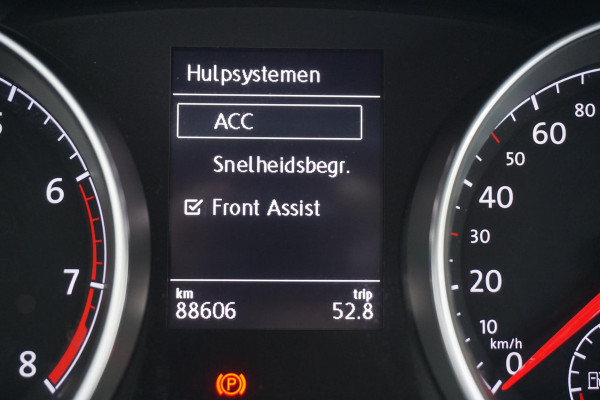 Hulpsystemen
ACC
Snelheidsbegr.
Front Assist
km trip
88606 52.8
6
7
8
80
60
50
40
30
20
10
km/h
0
P